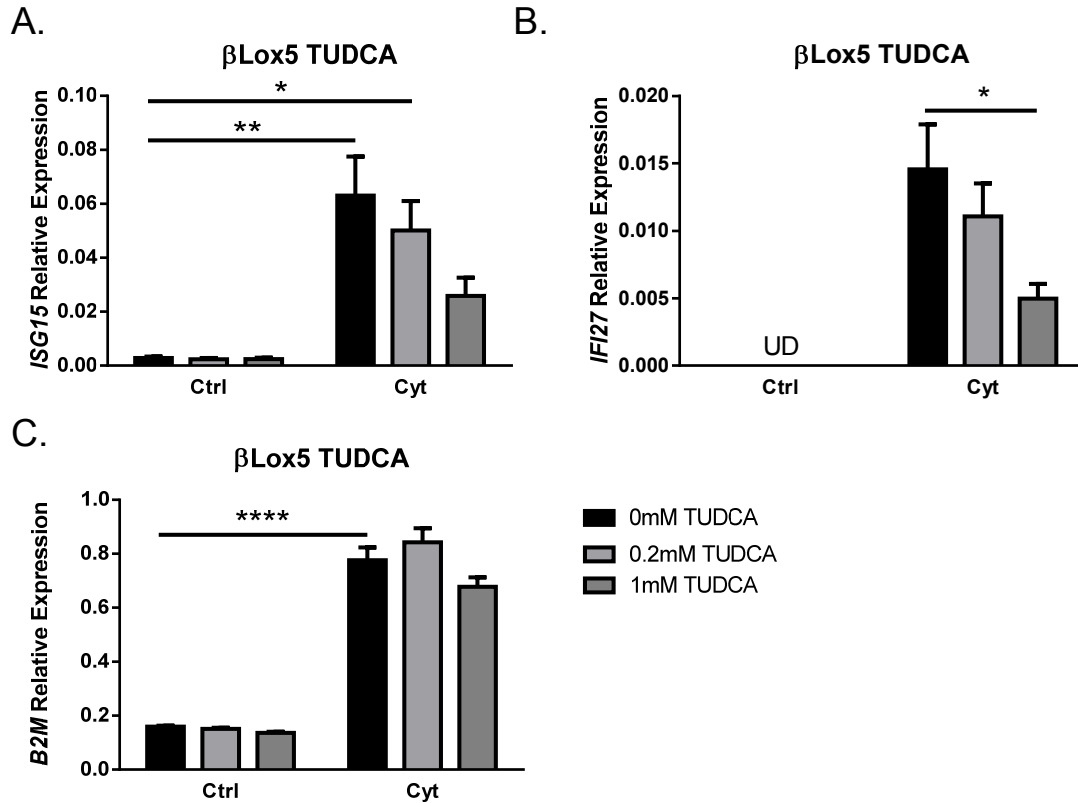 A.
βLox5 TUDCA
*
**
0.10
0.08
0.06
0.04
0.02
0.00
ISG15 Relative Expression
Ctrl
Cyt
B.
βLox5 TUDCA
*
0.020
0.015
0.010
0.005
0.000
IFI27 Relative Expression
UD
Ctrl
Cyt
C.
βLox5 TUDCA
****
1.0
0.8
0.6
0.4
0.2
0.0
B2M Relative Expression
Ctrl
Cyt
0mM TUDCA
0.2mM TUDCA
1mM TUDCA